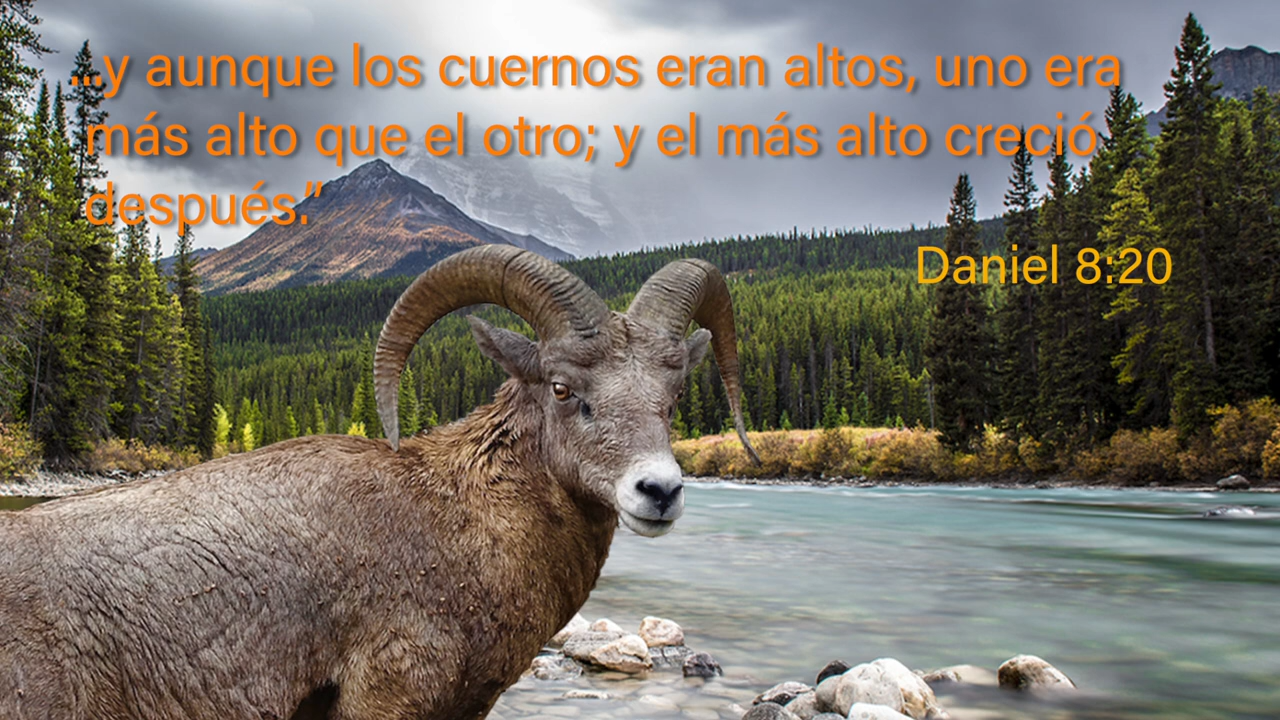 ...y aunque los cuernos eran altos, uno era
más alto que el otro; y el más alto creció
después.”
Daniel 8:20